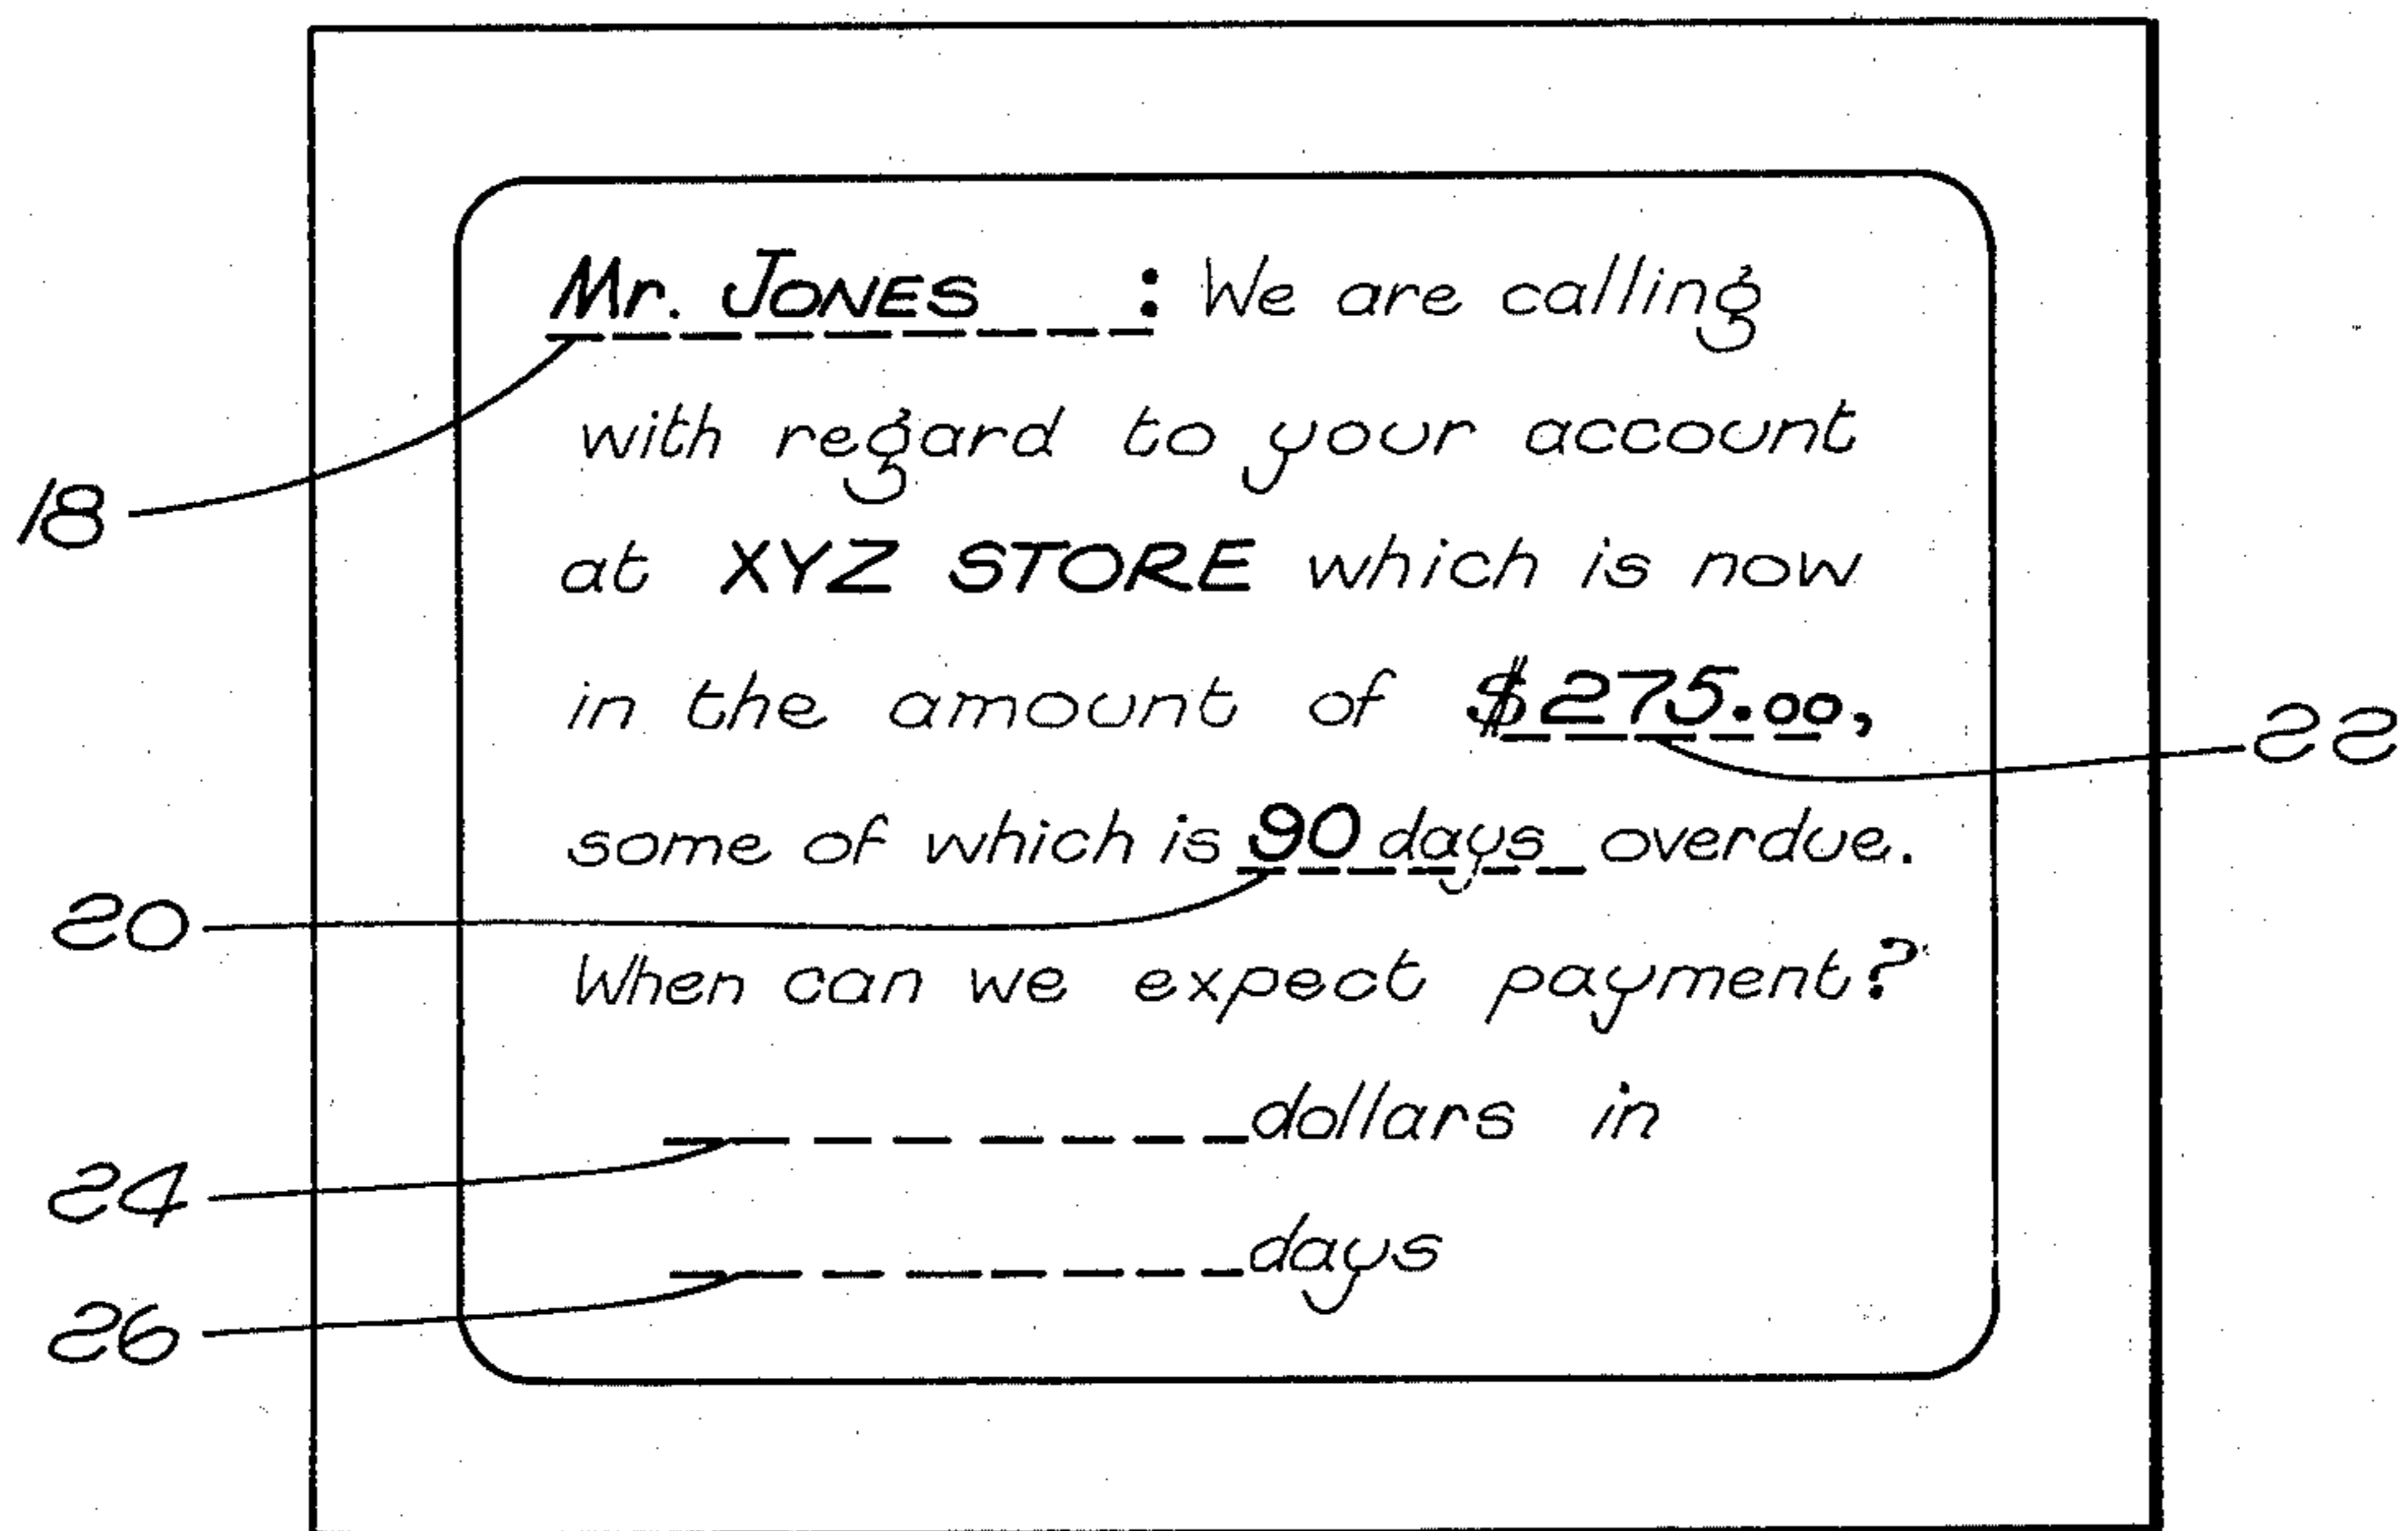 Mr. JONES : We are calling
with regard to your account
18
at XYZ STORE which is now
in the amount of $275.00,
22
some of which is 90 days overdue.
20
When can we expect payment?
dollars in
24
days
26